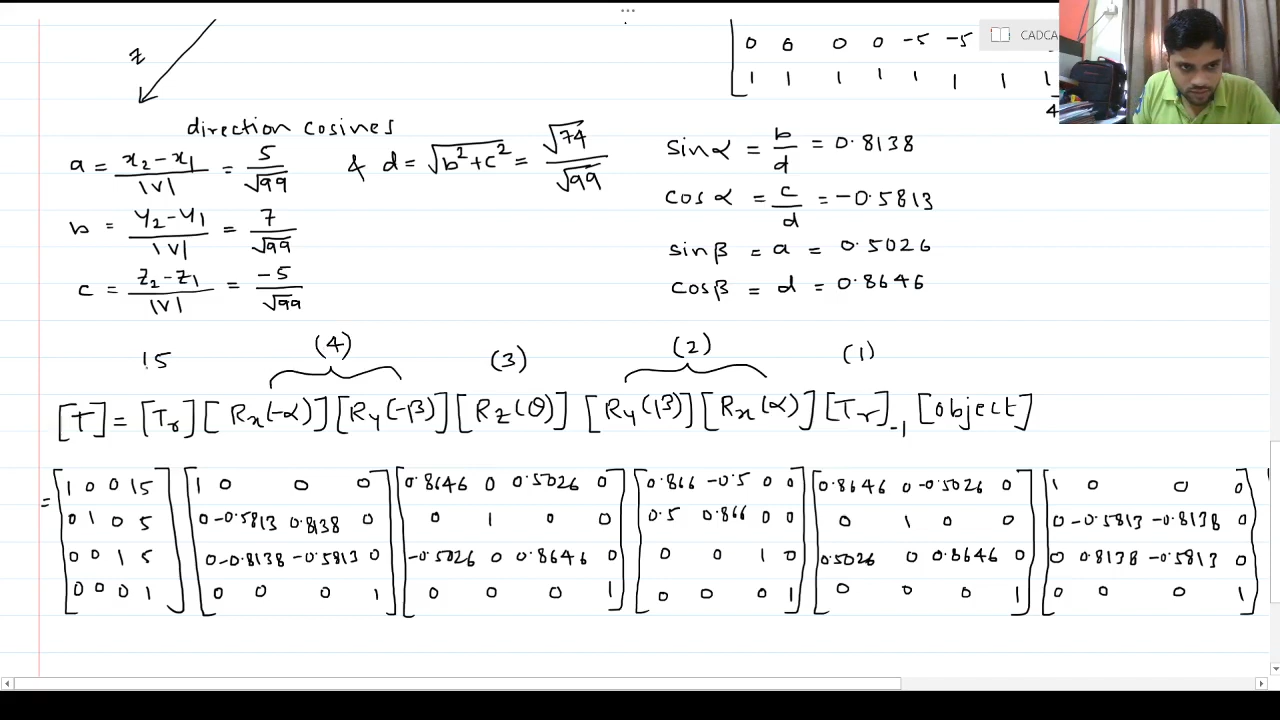 0 0 0 0 -5 -5
1 1 1 1 1 1 1 1
CADCA
4
z
direction cosines
a = x₂-x₁/|V| = 5/√99 & d = √b²+c² = √74/√99
b = y₂-y₁/|V| = 7/√99
c = z₂-z₁/|V| = -5/√99
sinα = b/d = 0.8138
cosα = c/d = -0.5813
sinβ = a = 0.5026
cosβ = d = 0.8646
15 (4) (3) (2) (1)
[T] = [Tr][Rx(-α)][Ry(-β)][Rz(θ)] [Ry(β)][Rx(α)][Tr]-1 [object]
= [1 0 0 15] [1 0 0 0] [0.8646 0 0.5026 0] [0.866 -0.5 0 0] [0.8646 0 -0.5026 0] [1 0 0 0]
[0 1 0 5] [0 -0.5813 0.8138 0] [0 1 0 0] [0.5 0.866 0 0] [0 1 0 0] [0 -0.5813 -0.8138 0]
[0 0 1 5] [0 -0.8138 -0.5813 0] [-0.5026 0 0.8646 0] [0 0 1 0] [0.5026 0 0.8646 0] [0 0.8138 -0.5813 0]
[0 0 0 1] [0 0 0 1] [0 0 0 1] [0 0 0 1] [0 0 0 1] [0 0 0 1]